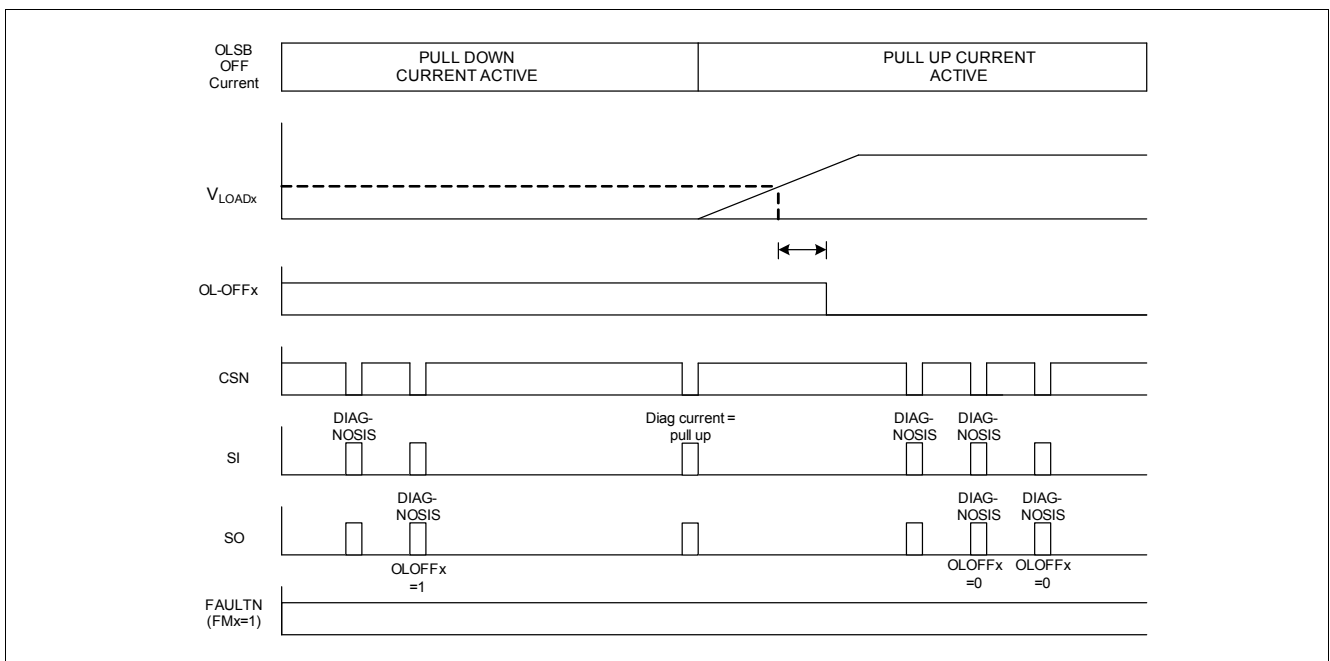 OLSB
OFF
Current
PULL DOWN
CURRENT ACTIVE
PULL UP CURRENT
ACTIVE
VLOADx
OL-OFFx
CSN
DIAG-
NOSIS
Diag current =
pull up
DIAG-
NOSIS
DIAG-
NOSIS
SI
DIAG-
NOSIS
DIAG-
NOSIS
DIAG-
NOSIS
SO
OLOFFx
=1
OLOFFx
=0
OLOFFx
=0
FAULTN
(FMx=1)